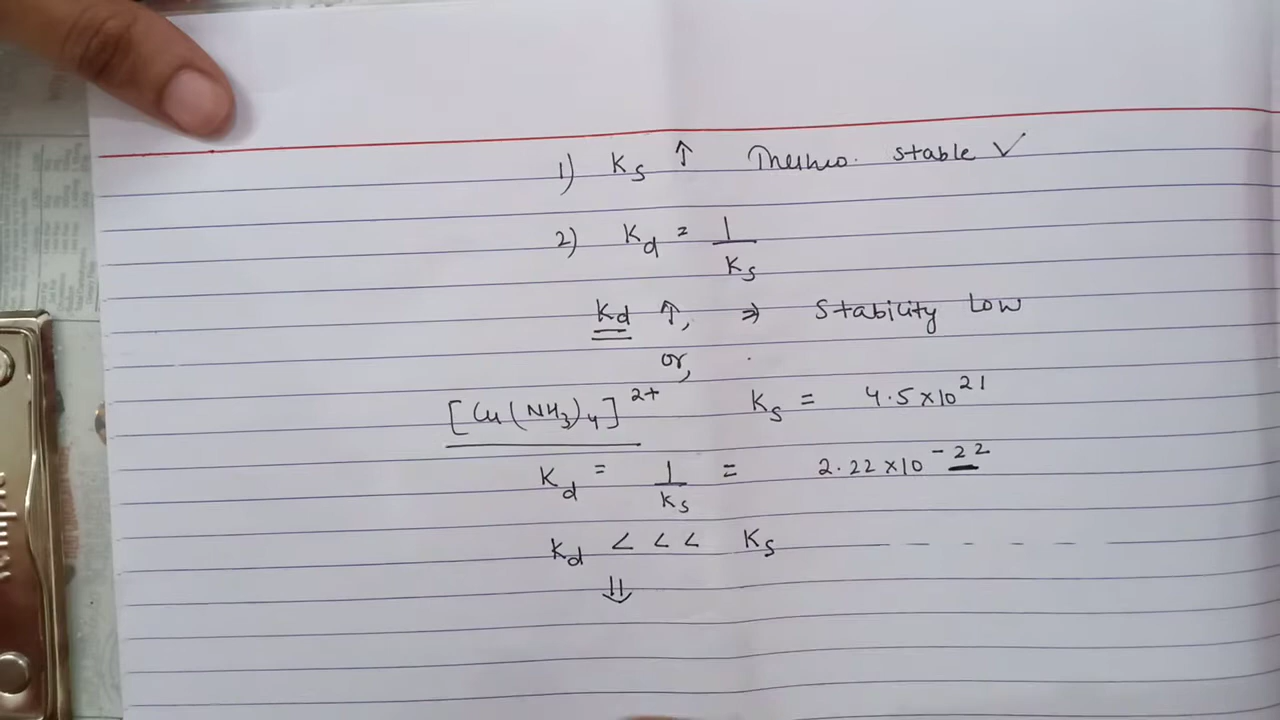 1) Ks ↑ Thermo. stable ✓
2) Kd = 1/Ks
Kd ↑, ⇒ Stability Low
or,
[Cu(NH3)4]2+ Ks = 4.5×10^21
Kd = 1/Ks = 2.22×10^-22
Kd < < < Ks
⇓